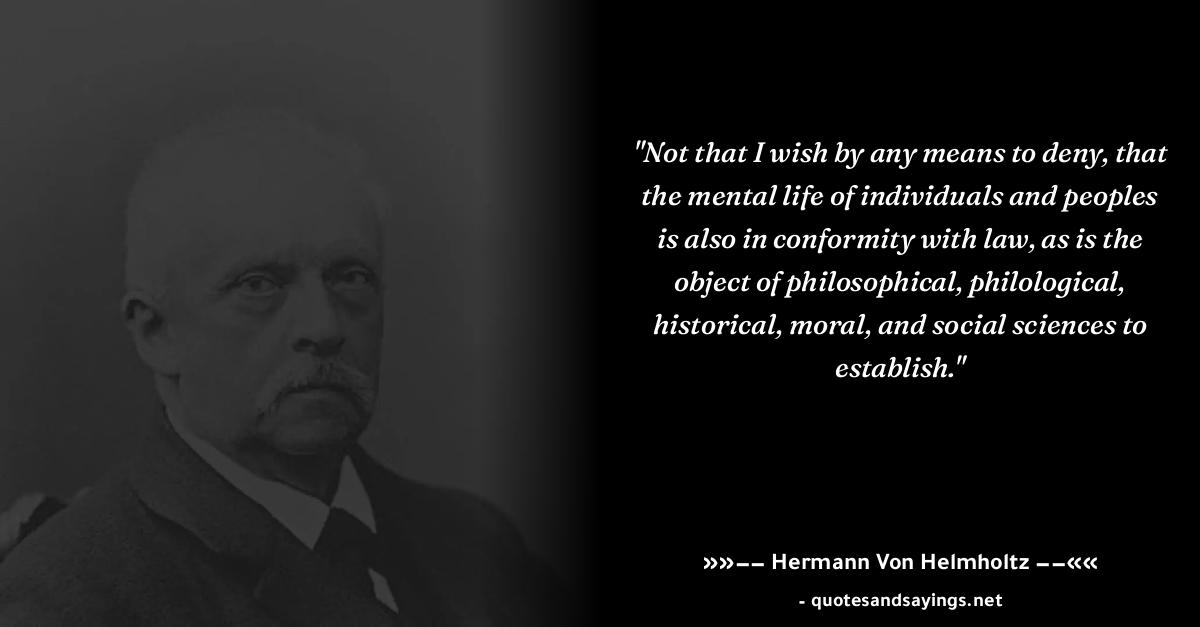 "Not that I wish by any means to deny, that
the mental life of individuals and peoples
is also in conformity with law, as is the
object of philosophical, philological,
historical, moral, and social sciences to
establish."
»»−− Hermann Von Helmholtz −−««
- quotesandsayings.net